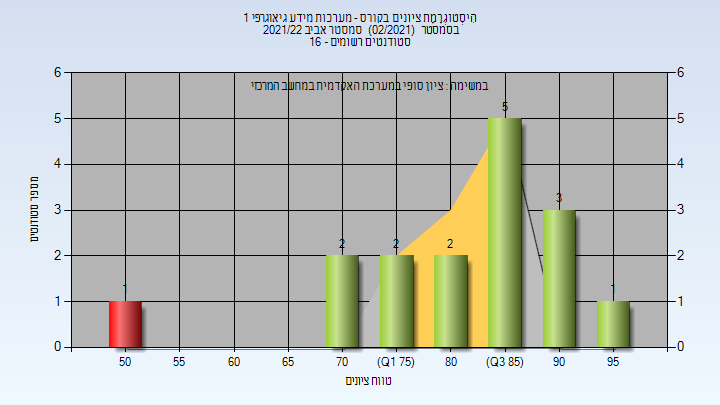 היסטוגרמת ציונים בקורס - מערכות מידע גיאוגרפי 1
בסמסטר (02/2021) סמסטר אביב 2021/22
סטודנטים רשומים - 16
במשימה : ציון סופי במערכת האקדמית במחשב המרכזי
6 6
5 5
4 4
3 3
2 2
1 1
0 0
מספר סטודנטים
1 2 2 2 5 3 1
50 55 60 65 70 (Q1 75) 80 (Q3 85) 90 95
טווח ציונים